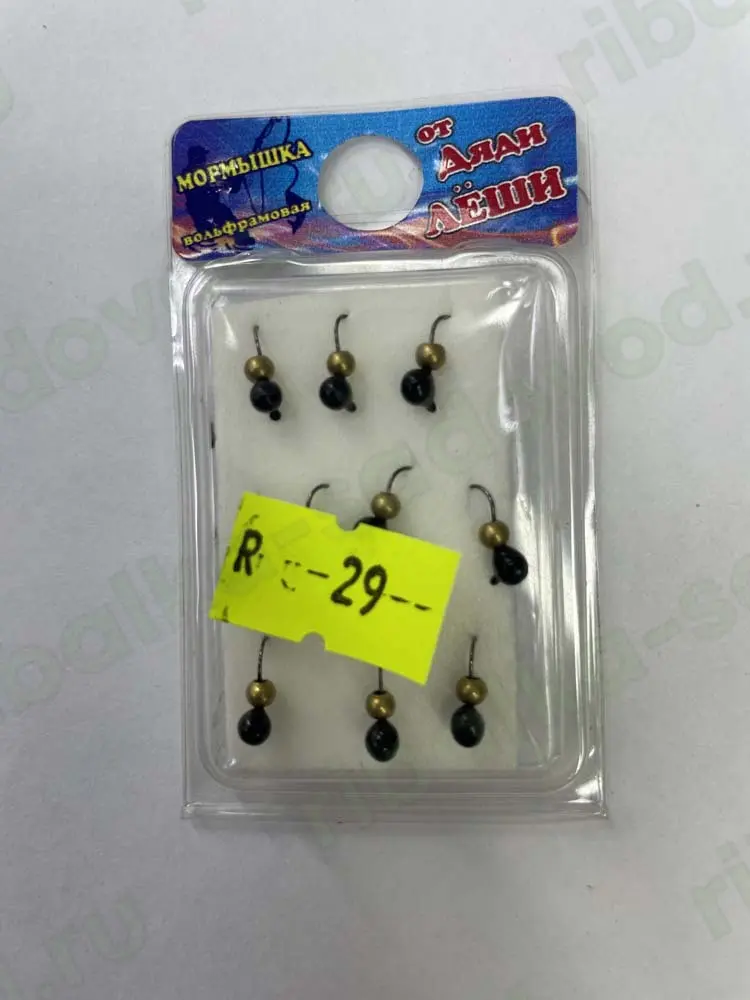 МОРМЫШКА
вольфрамовая
от
ДЯДИ
ЛЁШИ
R --29--